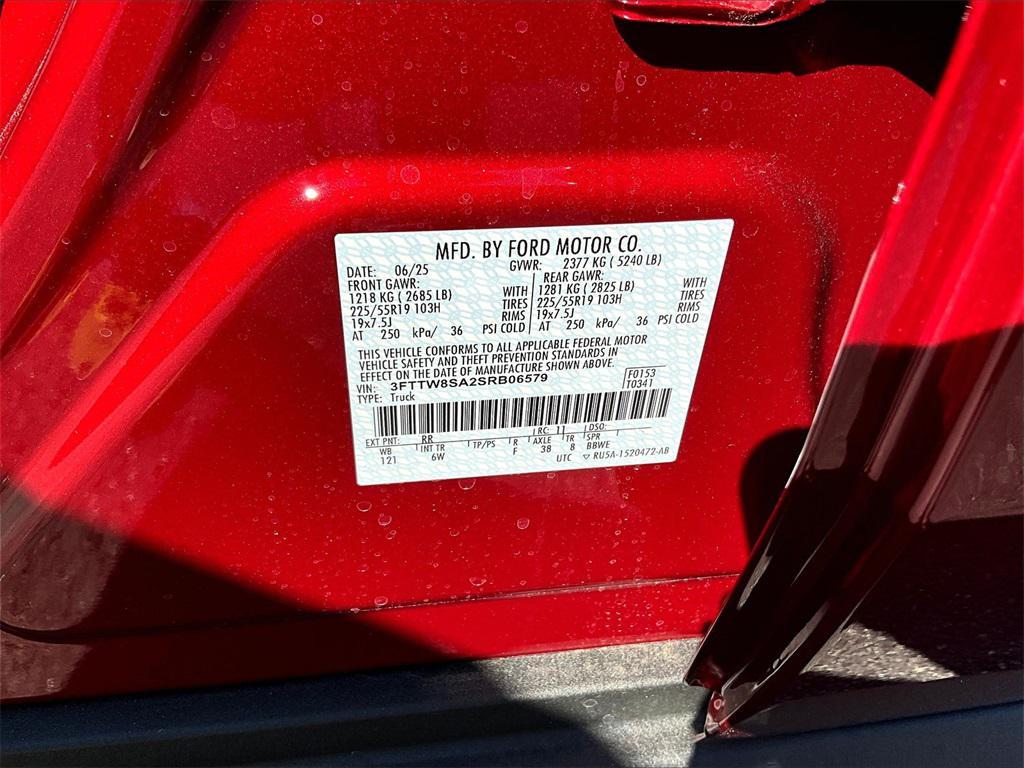 MFD. BY FORD MOTOR CO.
DATE: 06/25 GVWR: 2377 KG ( 5240 LB)
FRONT GAWR: REAR GAWR:
1218 KG ( 2685 LB) WITH 1281 KG ( 2825 LB) WITH
225/55R19 103H TIRES 225/55R19 103H TIRES
19x7.5J RIMS 19x7.5J RIMS
AT 250 kPa/ 36 PSI COLD AT 250 kPa/ 36 PSI COLD
THIS VEHICLE CONFORMS TO ALL APPLICABLE FEDERAL MOTOR
VEHICLE SAFETY AND THEFT PREVENTION STANDARDS IN
EFFECT ON THE DATE OF MANUFACTURE SHOWN ABOVE.
VIN: 3FTTW8SA2SRB06579 F0153
TYPE: Truck T0341
EXT PNT: RR RC: 11 DSO:
WB INT TR TP/PS R AXLE TR SPR
121 6W F 38 8 BBWE
UTC ▽ RU5A-1520472-AB